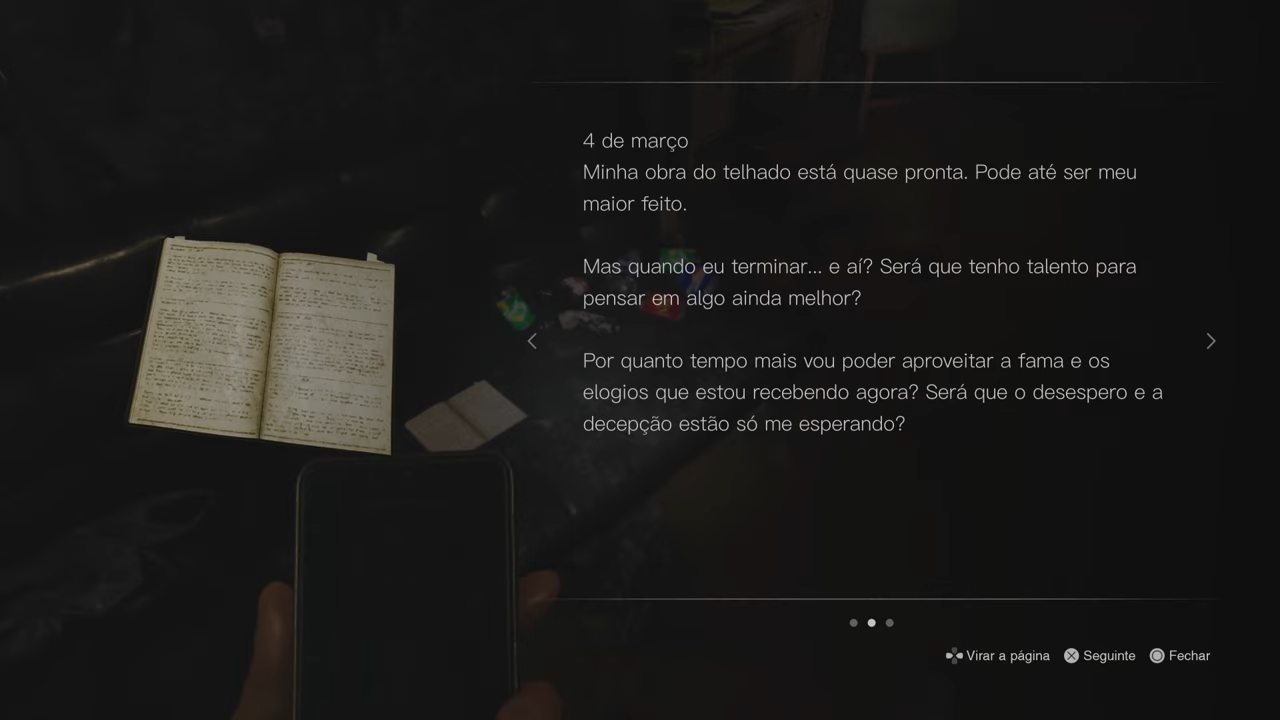 4 de março
Minha obra do telhado está quase pronta. Pode até ser meu
maior feito.
Mas quando eu terminar... e aí? Será que tenho talento para
pensar em algo ainda melhor?
Por quanto tempo mais vou poder aproveitar a fama e os
elogios que estou recebendo agora? Será que o desespero e a
decepção estão só me esperando?
Virar a página Seguinte Fechar